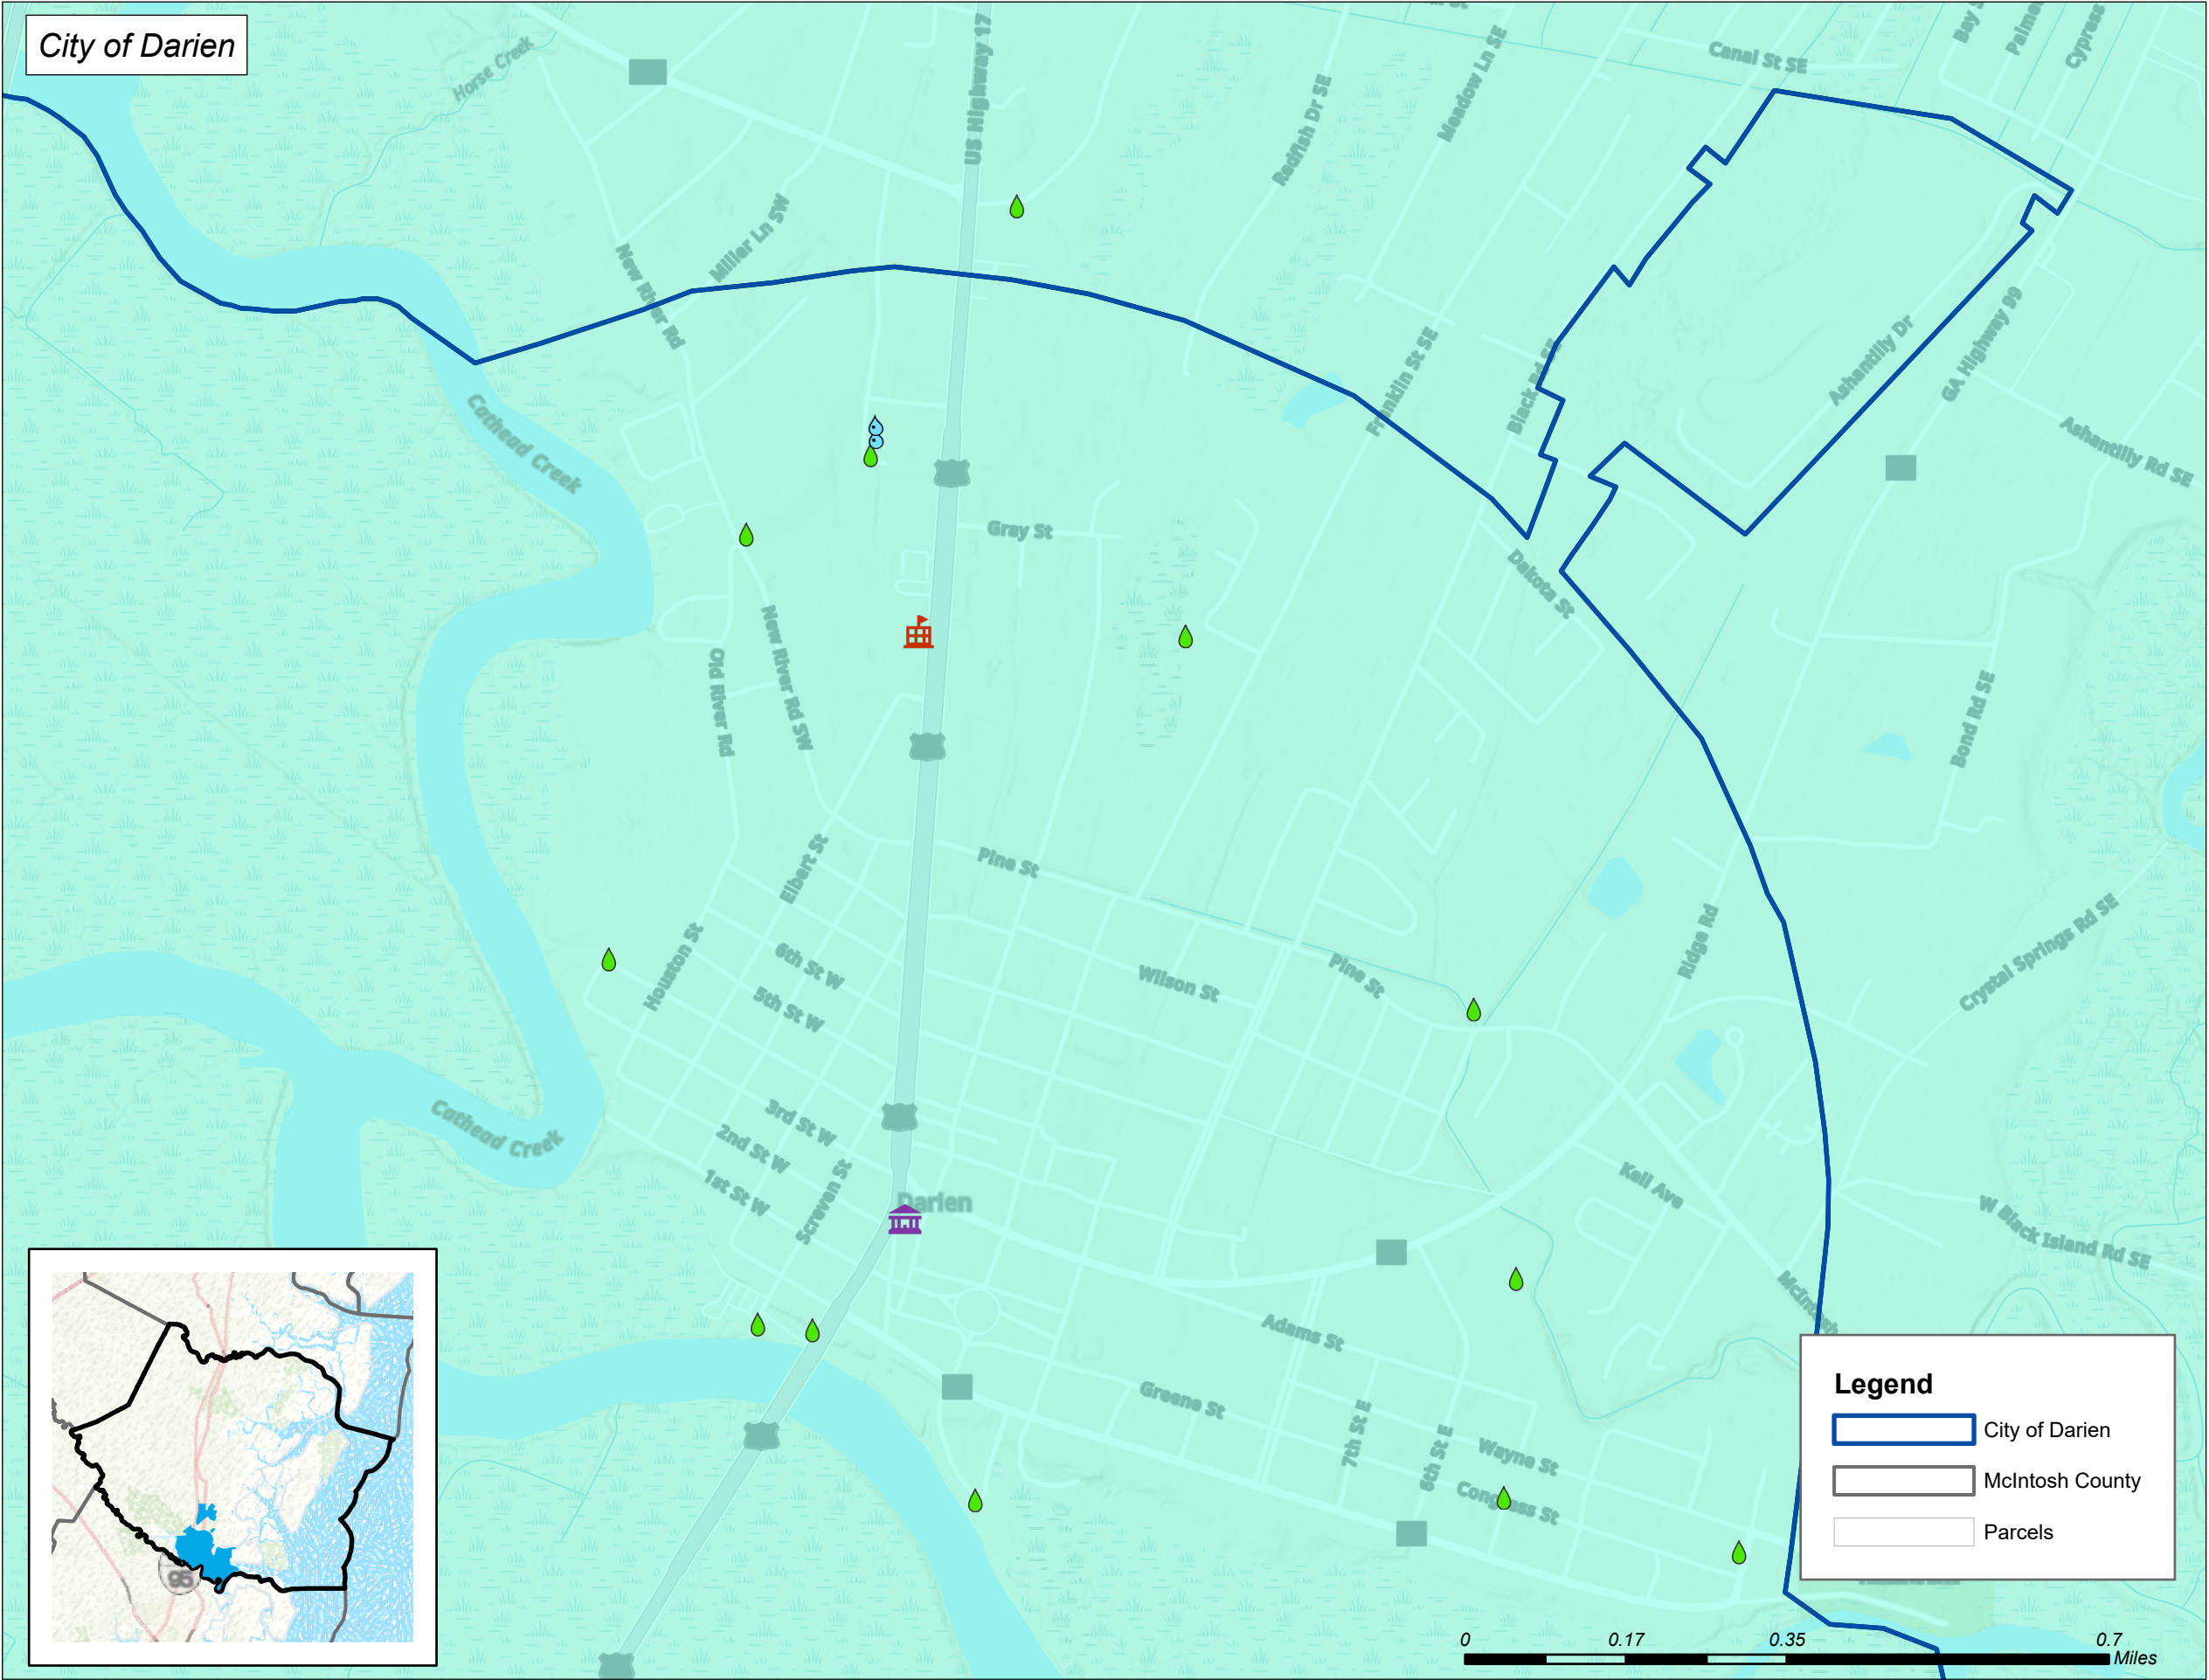 City of Darien
Horse Creek
US Highway 17
Redfish Dr SE
Meadow Ln SE
Canal St SE
Cypress
New River Rd
Miller Ln SW
Franklin St SE
Black Rd SE
Ashantilly Dr
GA Highway 99
Ashantilly Rd SE
Cathead Creek
Gray St
Dakota St
Old River Rd
New River Rd SW
Bond Rd SE
Elbert St
Pine St
Houston St
6th St W
5th St W
Wilson St
Pine St
Ridge Rd
Crystal Springs Rd SE
Cathead Creek
3rd St W
2nd St W
1st St W
Screven St
Darien
Kell Ave
W Black Island Rd SE
McIntosh
Adams St
Greene St
7th St E
6th St E
Wayne St
Congress St
95
Legend
City of Darien
McIntosh County
Parcels
0 0.17 0.35 0.7
Miles